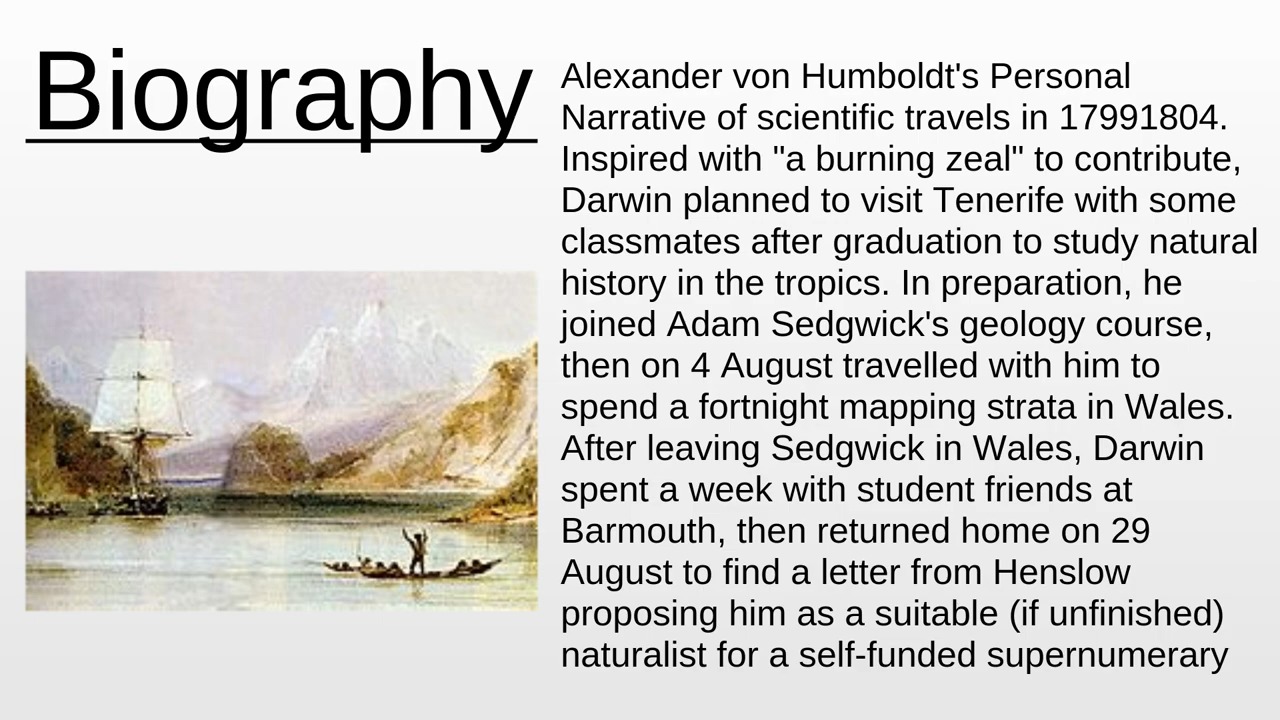 Biography
Alexander von Humboldt's Personal
Narrative of scientific travels in 17991804.
Inspired with "a burning zeal" to contribute,
Darwin planned to visit Tenerife with some
classmates after graduation to study natural
history in the tropics. In preparation, he
joined Adam Sedgwick's geology course,
then on 4 August travelled with him to
spend a fortnight mapping strata in Wales.
After leaving Sedgwick in Wales, Darwin
spent a week with student friends at
Barmouth, then returned home on 29
August to find a letter from Henslow
proposing him as a suitable (if unfinished)
naturalist for a self-funded supernumerary